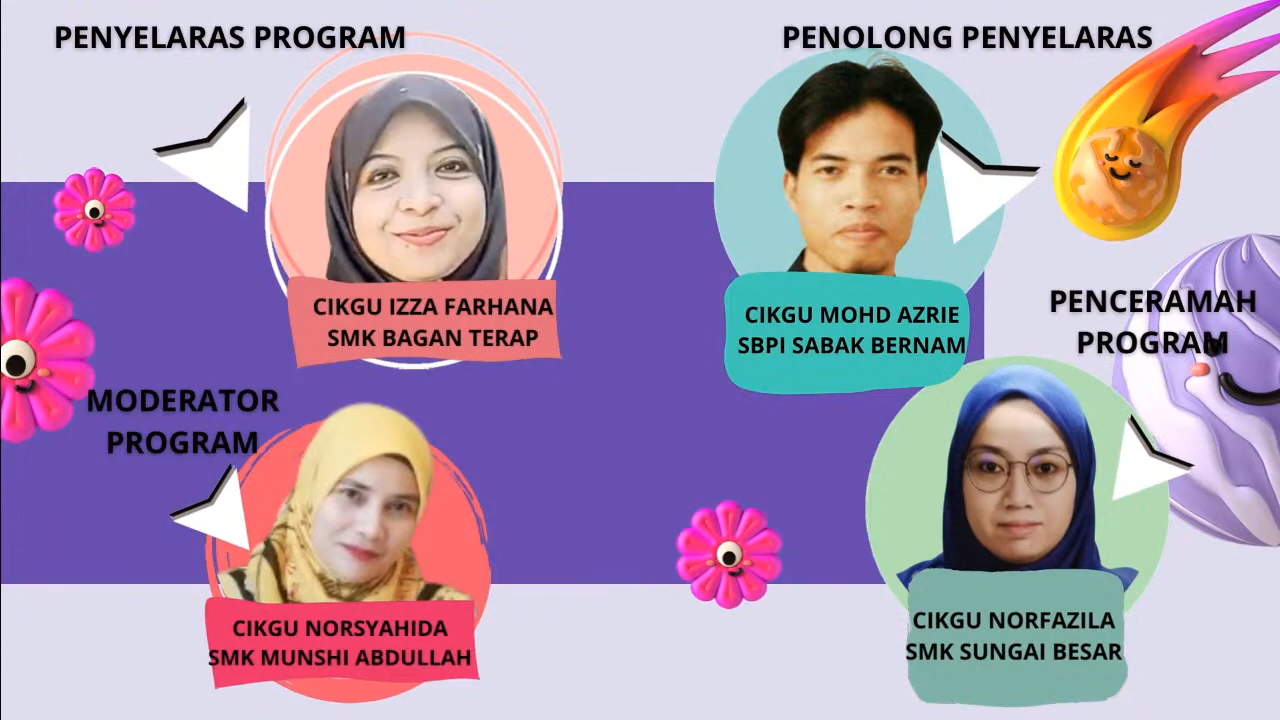 PENYELARAS PROGRAM
CIKGU IZZA FARHANA
SMK BAGAN TERAP
PENOLONG PENYELARAS
CIKGU MOHD AZRIE
SBPI SABAK BERNAM
MODERATOR
PROGRAM
CIKGU NORSYAHIDA
SMK MUNSHI ABDULLAH
PENCERAMAH
PROGRAM
CIKGU NORFAZILA
SMK SUNGAI BESAR